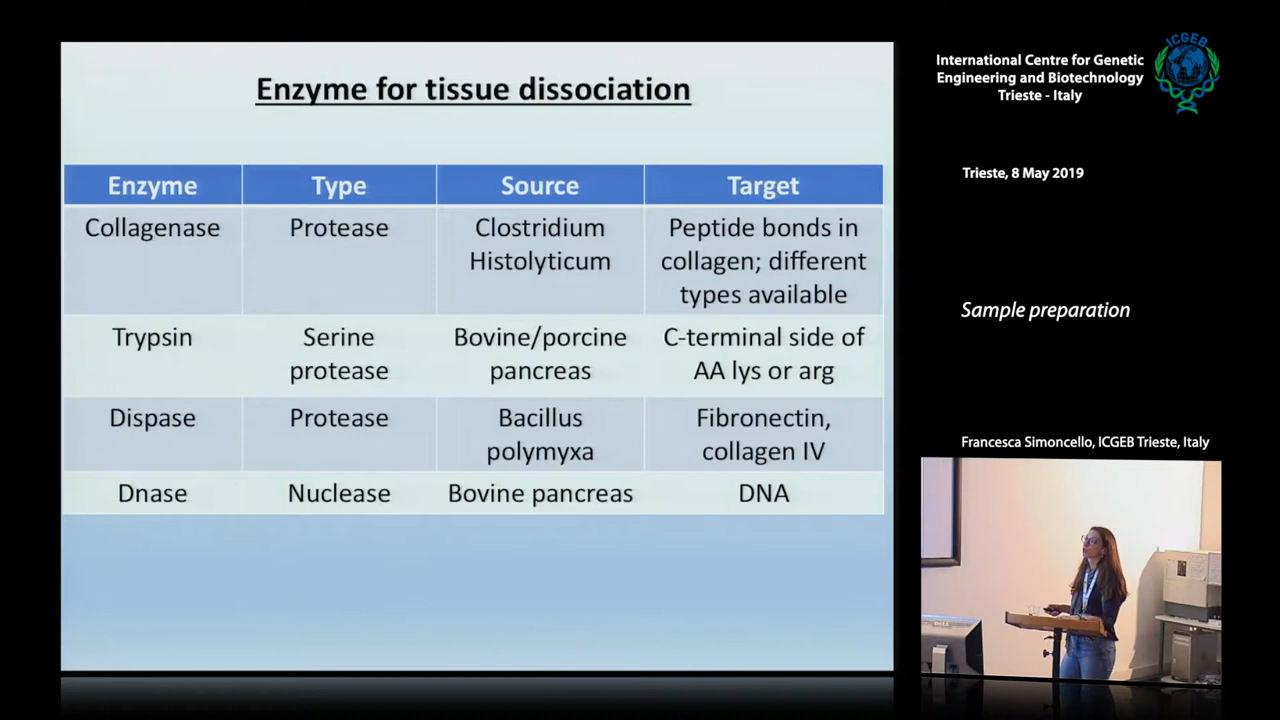 Enzyme for tissue dissociation
Enzyme Type Source Target
Collagenase Protease Clostridium Histolyticum Peptide bonds in collagen; different types available
Trypsin Serine protease Bovine/porcine pancreas C-terminal side of AA lys or arg
Dispase Protease Bacillus polymyxa Fibronectin, collagen IV
Dnase Nuclease Bovine pancreas DNA
ICGEB
International Centre for Genetic
Engineering and Biotechnology
Trieste - Italy
Trieste, 8 May 2019
Sample preparation
Francesca Simoncello, ICGEB Trieste, Italy
DELL